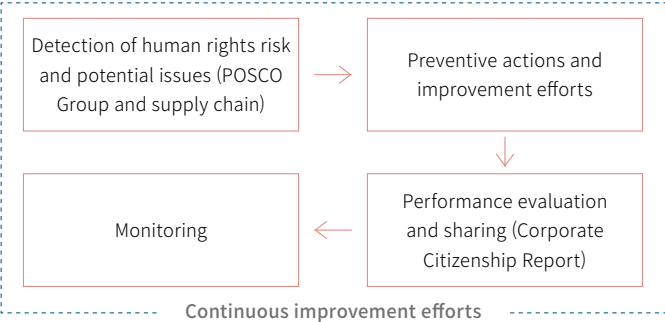 Detection of human rights risk
and potential issues (POSCO
Group and supply chain)
Preventive actions and
improvement efforts
Performance evaluation
and sharing (Corporate
Citizenship Report)
Monitoring
Continuous improvement efforts